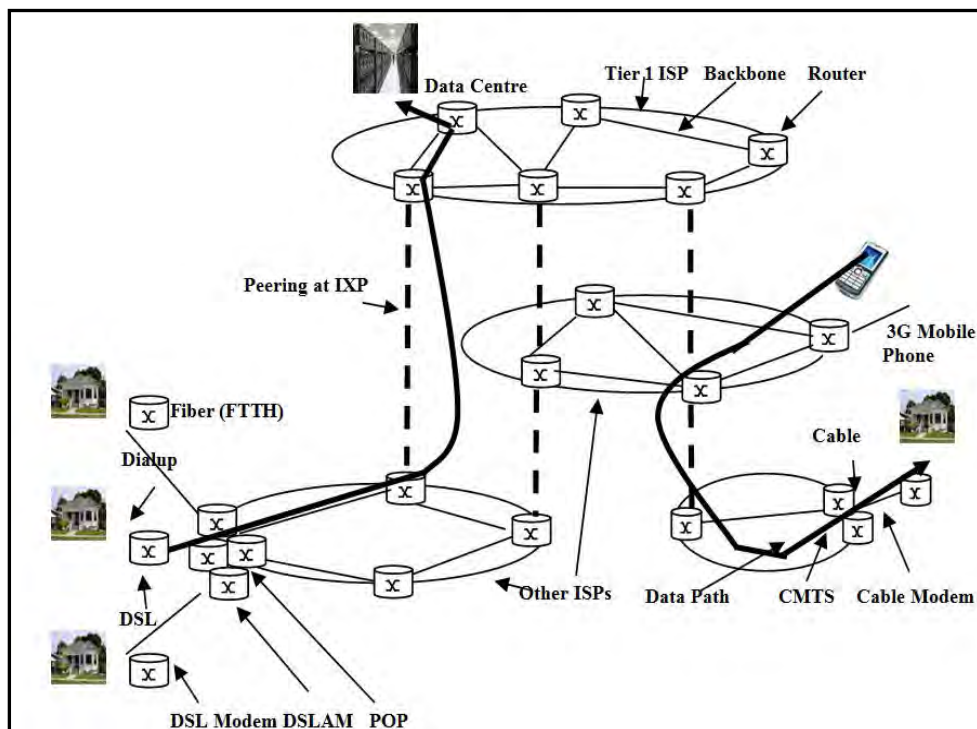 Tier 1 ISP
Backbone
Router
Data Centre
Peering at IXP
3G Mobile
Phone
Fiber (FTTH)
Cable
Dialup
Other ISPs
Data Path
CMTS
Cable Modem
DSL
DSL Modem
DSLAM
POP